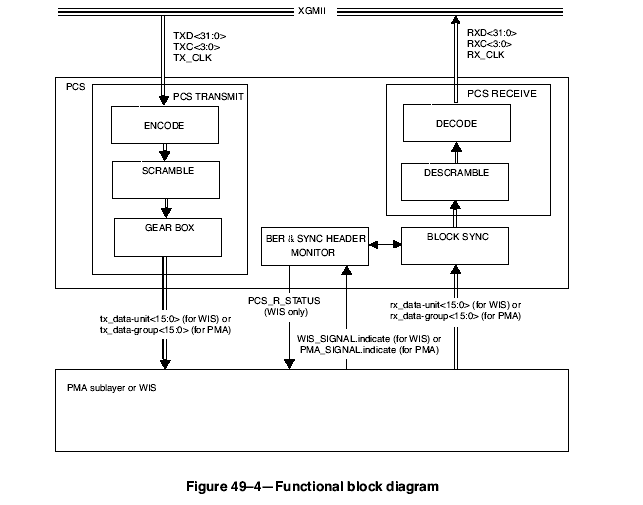 XGMII
TXD<31:0>
TXC<3:0>
TX_CLK
RXD<31:0>
RXC<3:0>
RX_CLK
PCS
PCS TRANSMIT
PCS RECEIVE
ENCODE
DECODE
SCRAMBLE
DESCRAMBLE
GEAR BOX
BER & SYNC HEADER
MONITOR
BLOCK SYNC
PCS_R_STATUS
(WIS only)
tx_data-unit<15:0> (for WIS) or
tx_data-group<15:0> (for PMA)
rx_data-unit<15:0> (for WIS) or
rx_data-group<15:0> (for PMA)
WIS_SIGNAL.indicate (for WIS) or
PMA_SIGNAL.indicate (for PMA)
PMA sublayer or WIS
Figure 49–4—Functional block diagram